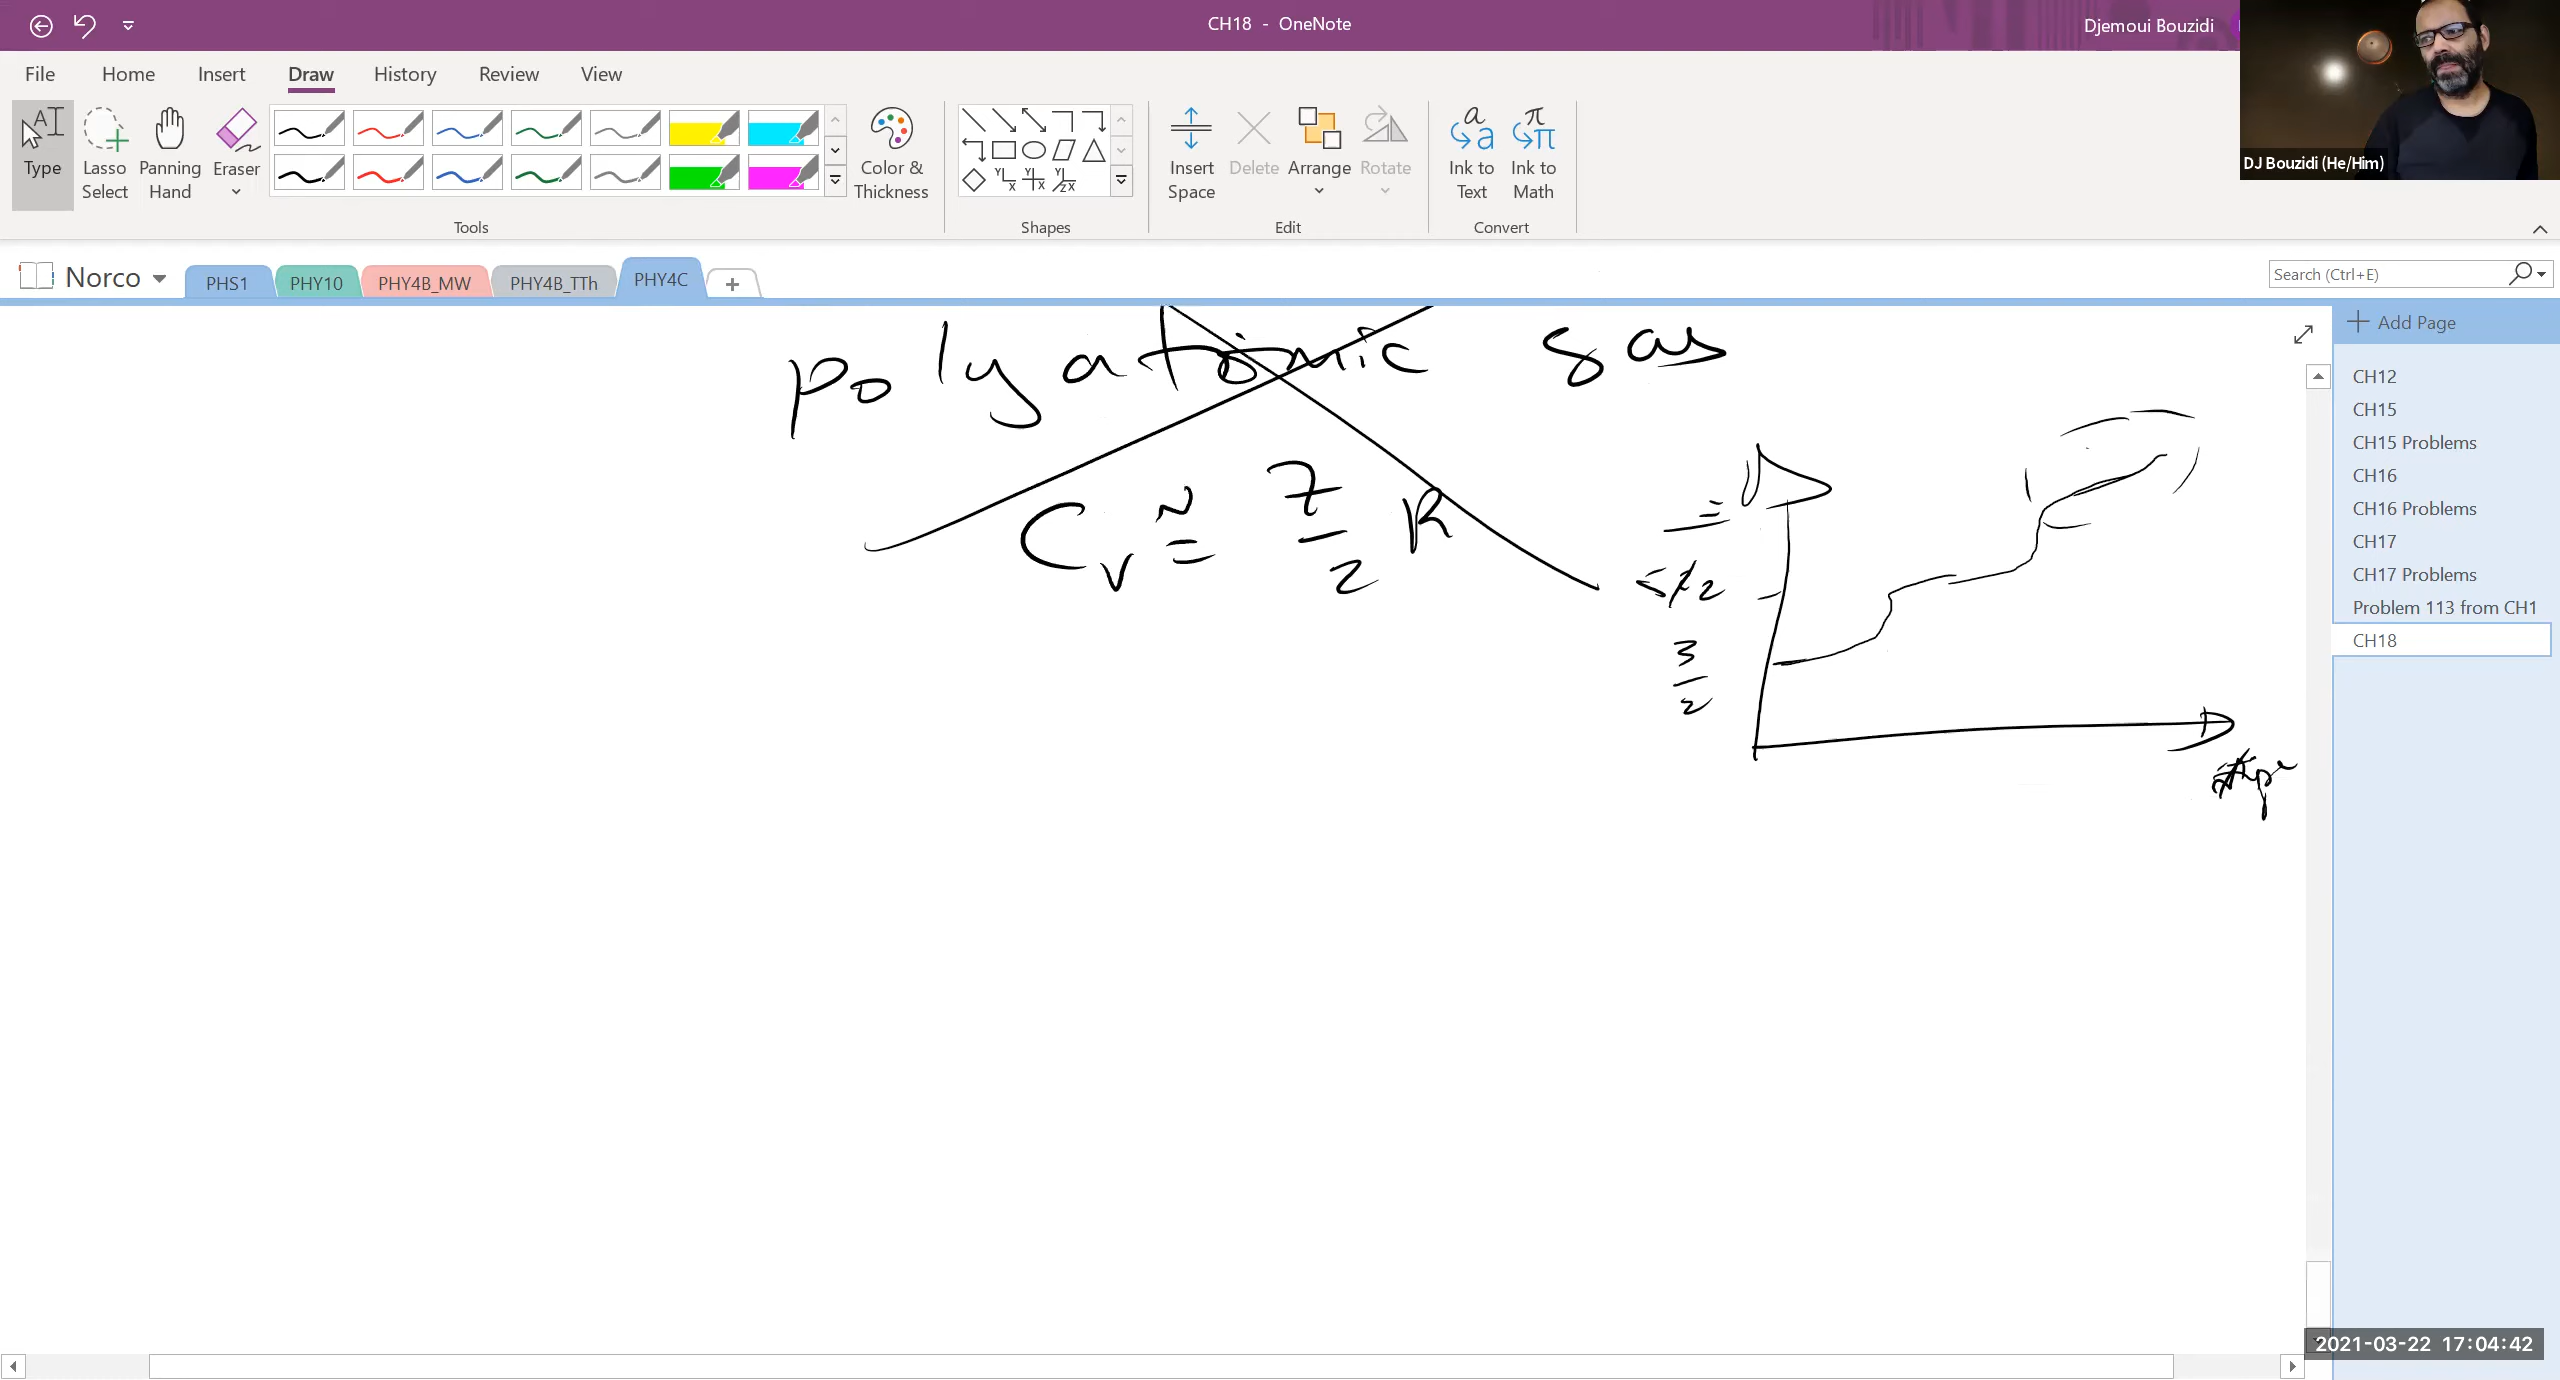 CH18 - OneNote
Djemoui Bouzidi
File Home Insert Draw History Review View
Type
Lasso Select
Panning Hand
Eraser
Color & Thickness
Insert Space
Delete
Arrange
Rotate
Ink to Text
Ink to Math
Tools
Shapes
Edit
Convert
DJ Bouzidi (He/Him)
Norco PHS1 PHY10 PHY4B_MW PHY4B_TTh PHY4C
Search (Ctrl+E)
Add Page
CH12
CH15
CH15 Problems
CH16
CH16 Problems
CH17
CH17 Problems
Problem 113 from CH1
CH18
polyatomic gas
Cv ≈ 7/2 R
5/2
3/2
2021-03-22 17:04:42